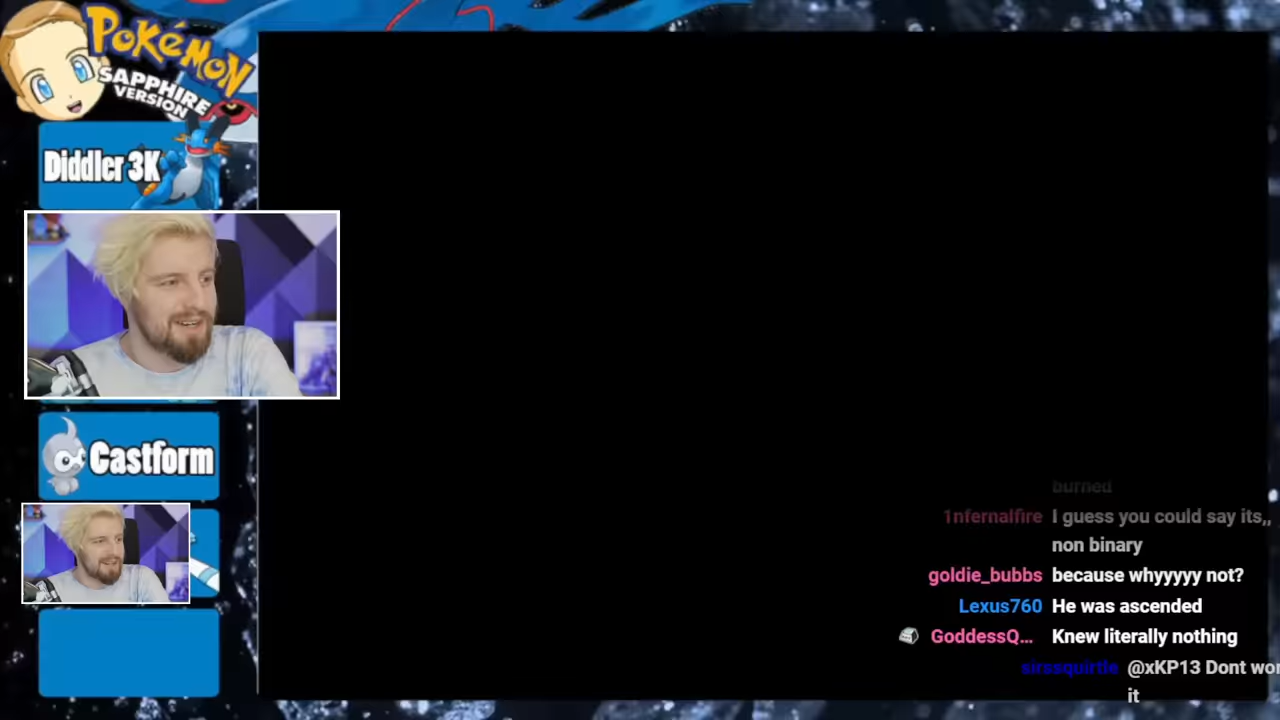 POKÉMON
SAPPHIRE
VERSION
Diddler 3K
Castform
burned
1nfernalfire I guess you could say its,,
non binary
goldie_bubbs because whyyyyy not?
Lexus760 He was ascended
GoddessQ... Knew literally nothing
sirssquirtle @xKP13 Dont wor
it